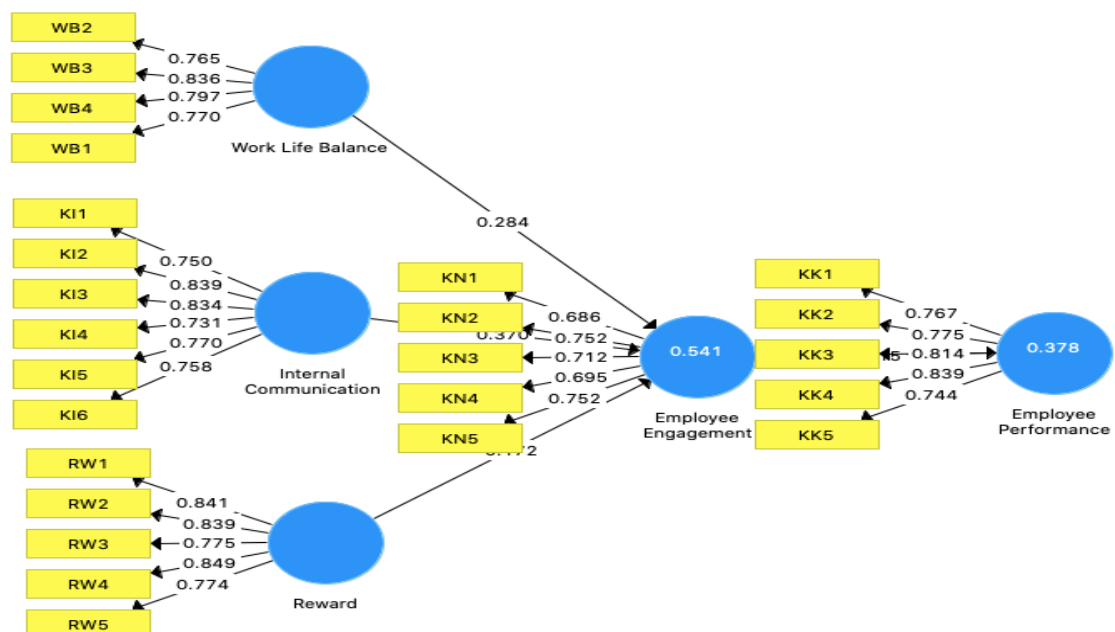 WB2
WB3
WB4
WB1
0.765
0.836
0.797
0.770
Work Life Balance
0.284
KI1
KI2
KI3
KI4
KI5
KI6
0.750
0.839
0.834
0.731
0.770
0.758
Internal
Communication
0.370
KN1
KN2
KN3
KN4
KN5
0.686
0.752
0.712
0.695
0.752
0.541
Employee
Engagement
KK1
KK2
KK3
KK4
KK5
0.767
0.775
0.814
0.839
0.744
0.378
Employee
Performance
RW1
RW2
RW3
RW4
RW5
0.841
0.839
0.775
0.849
0.774
Reward